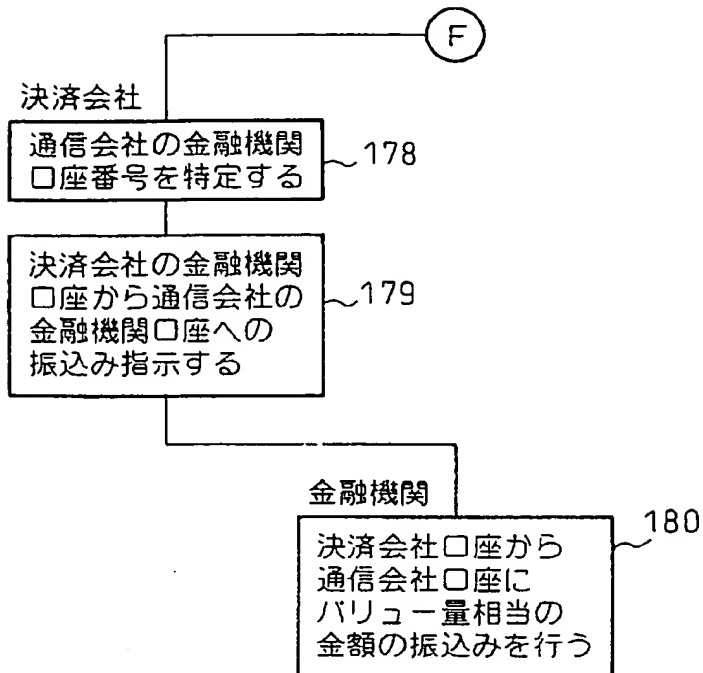 F
決済会社
通信会社の金融機関
口座番号を特定する
178
決済会社の金融機関
口座から通信会社の
金融機関口座への
振込み指示する
179
金融機関
決済会社口座から
通信会社口座に
バリュー量相当の
金額の振込みを行う
180